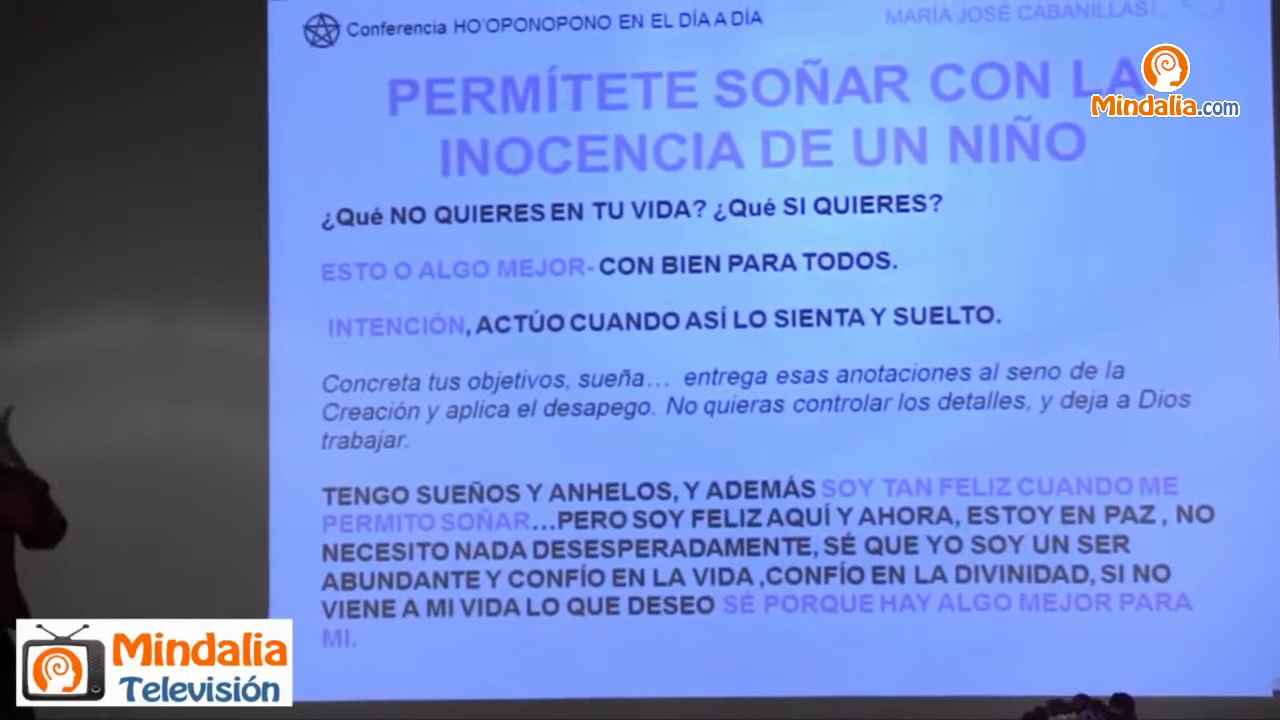 Conferencia HO'OPONOPONO EN EL DÍA A DÍA
MARÍA JOSÉ CABANILLAS
PERMÍTETE SOÑAR CON LA
INOCENCIA DE UN NIÑO
Mindalia.com
¿Qué NO QUIERES EN TU VIDA? ¿Qué SI QUIERES?
ESTO O ALGO MEJOR- CON BIEN PARA TODOS.
INTENCIÓN, ACTÚO CUANDO ASÍ LO SIENTA Y SUELTO.
Concreta tus objetivos, sueña... entrega esas anotaciones al seno de la
Creación y aplica el desapego. No quieras controlar los detalles, y deja a Dios
trabajar.
TENGO SUEÑOS Y ANHELOS, Y ADEMÁS SOY TAN FELIZ CUANDO ME
PERMITO SOÑAR...PERO SOY FELIZ AQUÍ Y AHORA, ESTOY EN PAZ , NO
NECESITO NADA DESESPERADAMENTE, SÉ QUE YO SOY UN SER
ABUNDANTE Y CONFÍO EN LA VIDA ,CONFÍO EN LA DIVINIDAD, SI NO
VIENE A MI VIDA LO QUE DESEO SÉ PORQUE HAY ALGO MEJOR PARA
MI.
Mindalia
Televisión